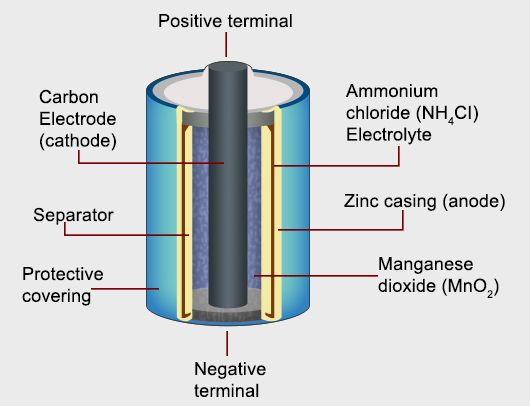 Positive terminal
Carbon
Electrode
(cathode)
Ammonium
chloride (NH₄Cl)
Electrolyte
Separator
Zinc casing (anode)
Protective
covering
Manganese
dioxide (MnO₂)
Negative
terminal